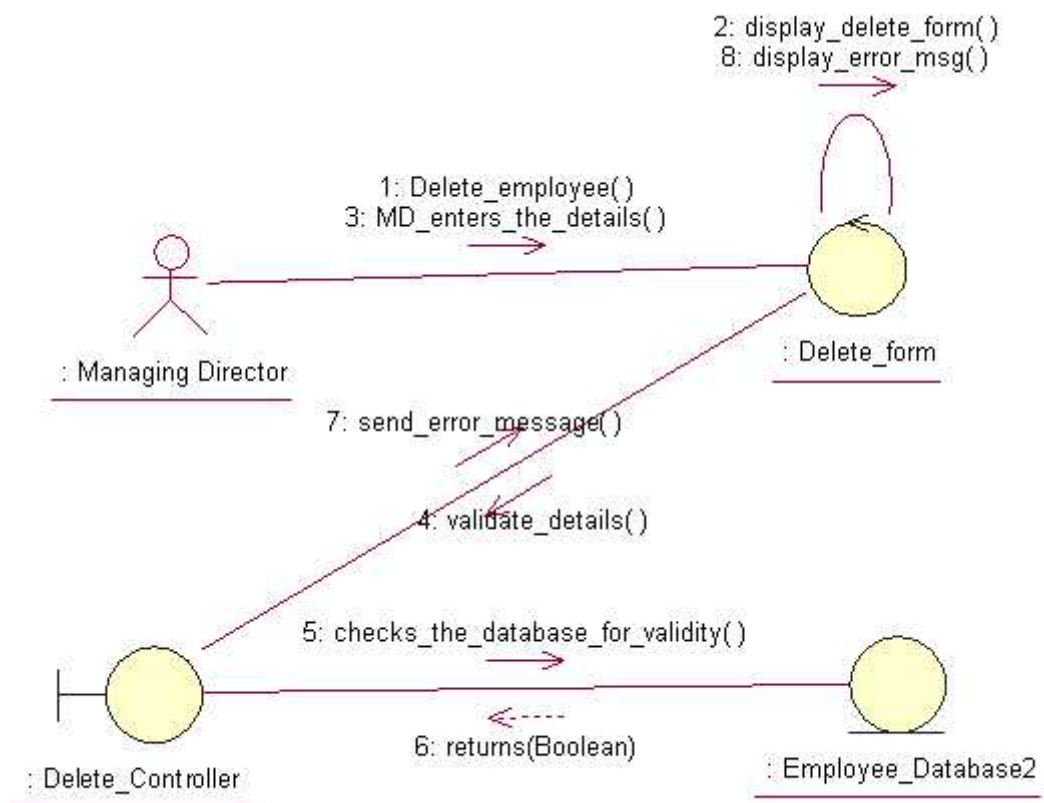 2: display_delete_form( )
8: display_error_msg( )
1: Delete_employee( )
3: MD_enters_the_details( )
: Managing Director
: Delete_form
7: send_error_message( )
4: validate_details( )
5: checks_the_database_for_validity( )
6: returns(Boolean)
: Delete_Controller
: Employee_Database2